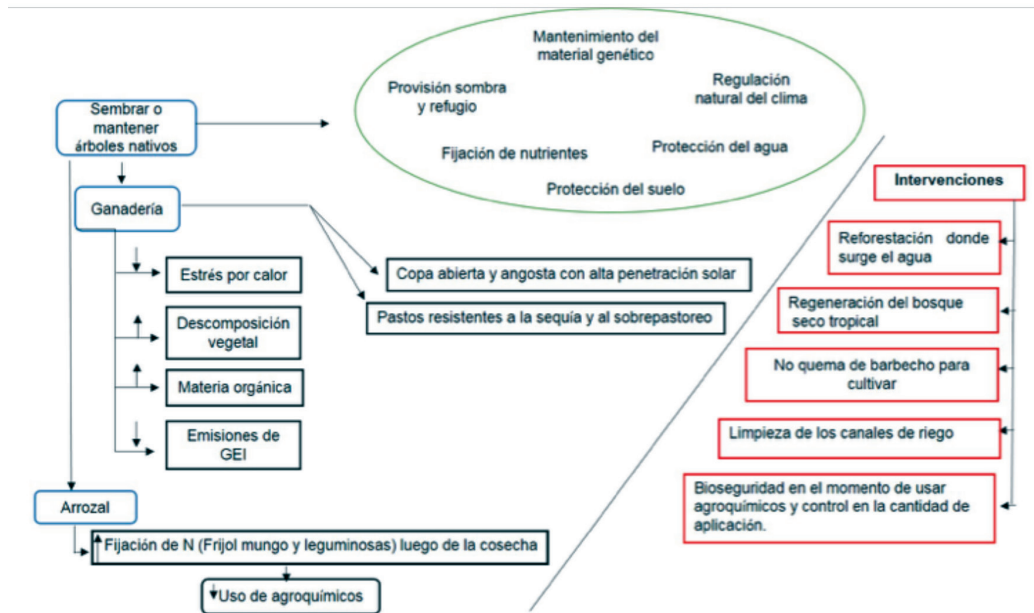 Mantenimiento del
material genético
Provisión sombra
y refugio
Regulación
natural del clima
Fijación de nutrientes
Protección del agua
Protección del suelo
Sembrar o
mantener
árboles nativos
Ganadería
Estrés por calor
Descomposición
vegetal
Materia orgánica
Emisiones de
GEI
Copa abierta y angosta con alta penetración solar
Pastos resistentes a la sequía y al sobrepastoreo
Arrozal
Fijación de N (Frijol mungo y leguminosas) luego de la cosecha
Uso de agroquímicos
Intervenciones
Reforestación donde
surge el agua
Regeneración del bosque
seco tropical
No quema de barbecho para
cultivar
Limpieza de los canales de riego
Bioseguridad en el momento de usar
agroquímicos y control en la cantidad de
aplicación.